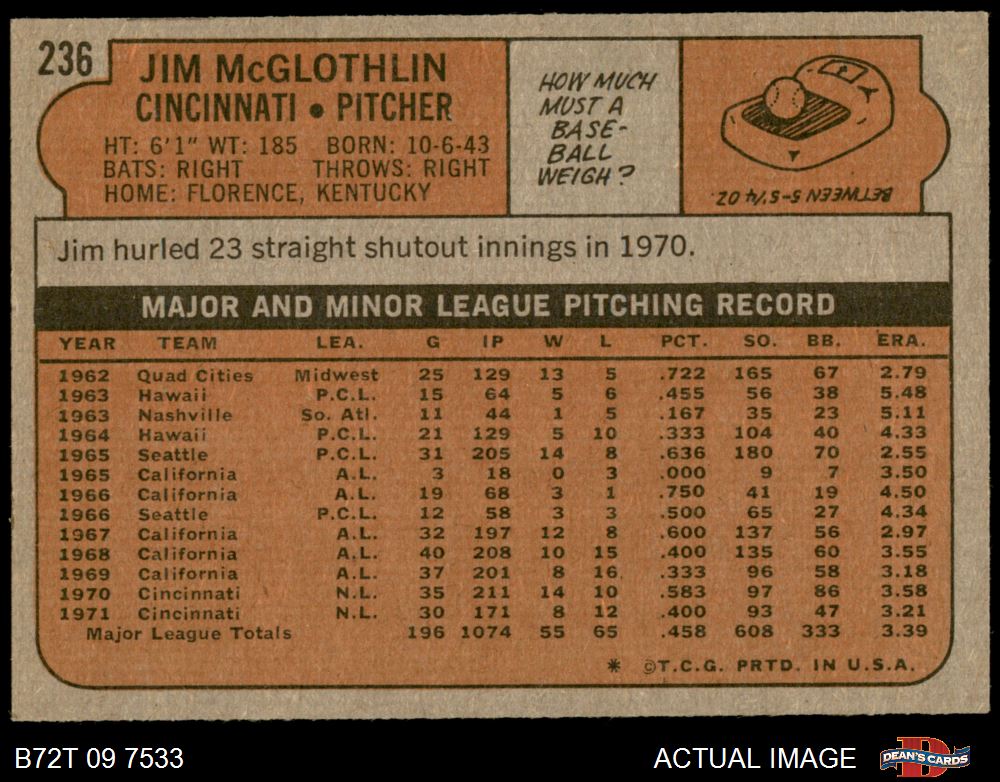 236
JIM McGLOTHLIN
CINCINNATI • PITCHER
HT: 6'1" WT: 185 BORN: 10-6-43
BATS: RIGHT THROWS: RIGHT
HOME: FLORENCE, KENTUCKY
HOW MUCH
MUST A
BASE-
BALL
WEIGH?
BETWEEN 5-5 1/4 OZ.
Jim hurled 23 straight shutout innings in 1970.
MAJOR AND MINOR LEAGUE PITCHING RECORD
YEAR TEAM LEA. G IP W L PCT. SO. BB. ERA.
1962 Quad Cities Midwest 25 129 13 5 .722 165 67 2.79
1963 Hawaii P.C.L. 15 64 5 6 .455 56 38 5.48
1963 Nashville So. Atl. 11 44 1 5 .167 35 23 5.11
1964 Hawaii P.C.L. 21 129 5 10 .333 104 40 4.33
1965 Seattle P.C.L. 31 205 14 8 .636 180 70 2.55
1965 California A.L. 3 18 0 3 .000 9 7 3.50
1966 California A.L. 19 68 3 1 .750 41 19 4.50
1966 Seattle P.C.L. 12 58 3 3 .500 65 27 4.34
1967 California A.L. 32 197 12 8 .600 137 56 2.97
1968 California A.L. 40 208 10 15 .400 135 60 3.55
1969 California A.L. 37 201 8 16 .333 96 58 3.18
1970 Cincinnati N.L. 35 211 14 10 .583 97 86 3.58
1971 Cincinnati N.L. 30 171 8 12 .400 93 47 3.21
Major League Totals 196 1074 55 65 .458 608 333 3.39
* ©T.C.G. PRTD. IN U.S.A.
B72T 09 7533 ACTUAL IMAGE DEAN'S CARDS